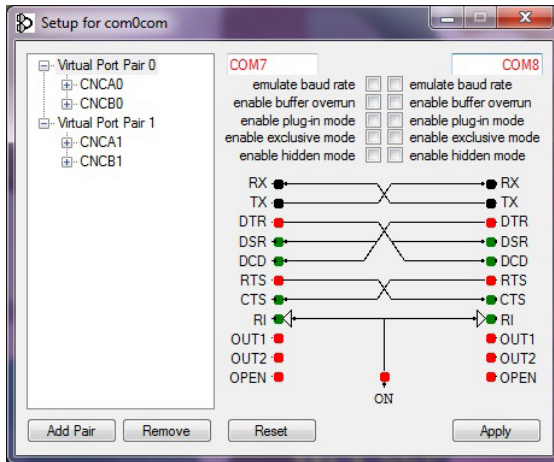 Setup for com0com
Virtual Port Pair 0
CNCA0
CNCB0
Virtual Port Pair 1
CNCA1
CNCB1
COM7 COM8
emulate baud rate emulate baud rate
enable buffer overrun enable buffer overrun
enable plug-in mode enable plug-in mode
enable exclusive mode enable exclusive mode
enable hidden mode enable hidden mode
RX RX
TX TX
DTR DTR
DSR DSR
DCD DCD
RTS RTS
CTS CTS
RI RI
OUT1 OUT1
OUT2 OUT2
OPEN OPEN
ON
Add Pair Remove Reset Apply